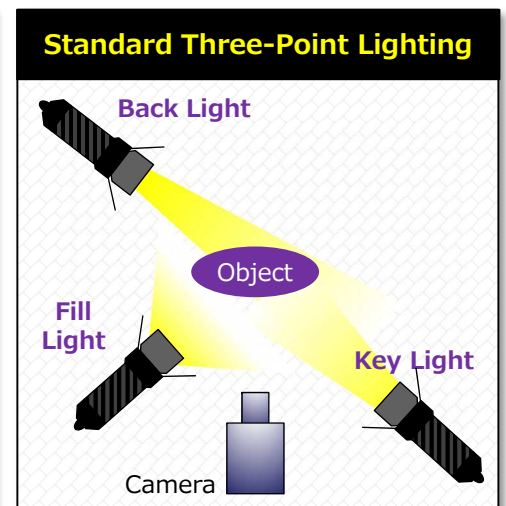 Standard Three-Point Lighting
Back Light
Object
Fill
Light
Key Light
Camera